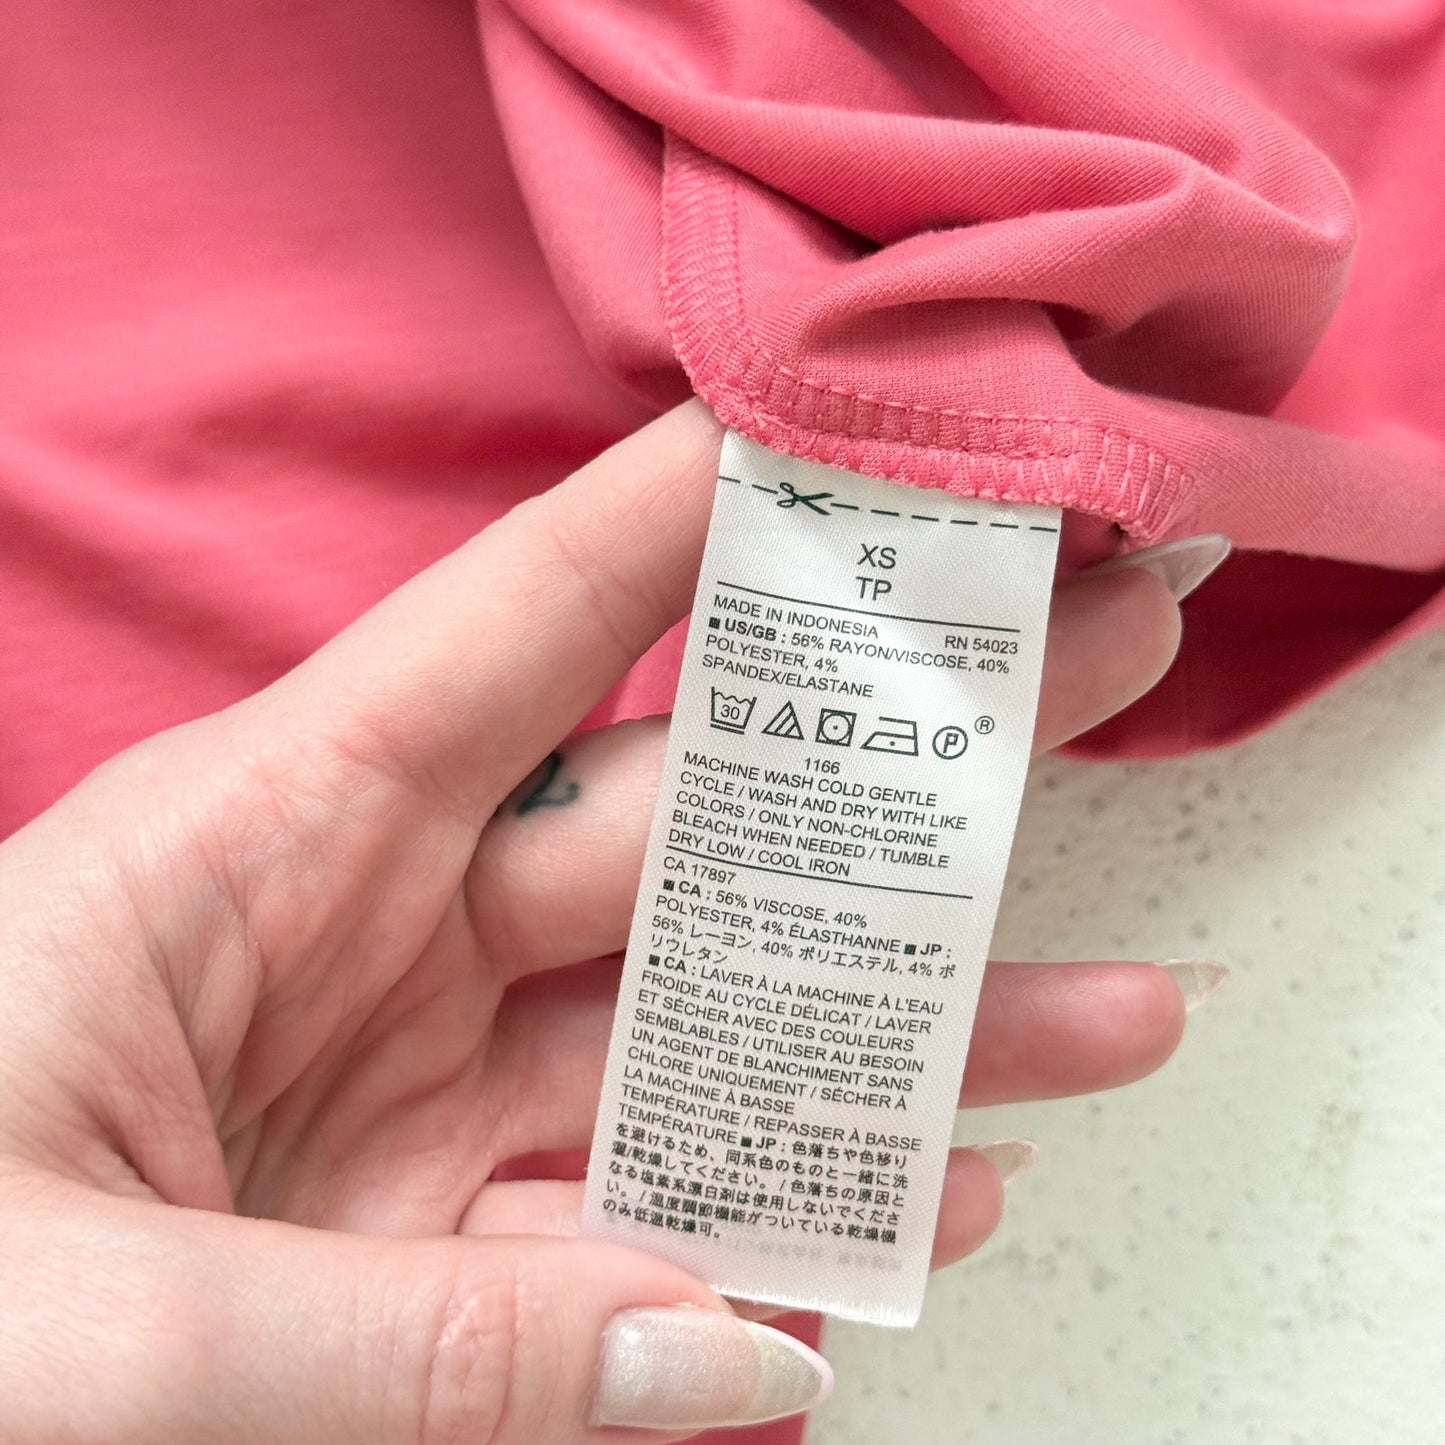 XS
TP
MADE IN INDONESIA RN 54023
■ US/GB : 56% RAYON/VISCOSE, 40%
POLYESTER, 4%
SPANDEX/ELASTANE
30 P ®
1166
MACHINE WASH COLD GENTLE
CYCLE / WASH AND DRY WITH LIKE
COLORS / ONLY NON-CHLORINE
BLEACH WHEN NEEDED / TUMBLE
DRY LOW / COOL IRON
CA 17897
■ CA : 56% VISCOSE, 40%
POLYESTER, 4% ÉLASTHANNE ■ JP :
56% レーヨン, 40% ポリエステル, 4% ポ
リウレタン
■ CA : LAVER À LA MACHINE À L'EAU
FROIDE AU CYCLE DÉLICAT / LAVER
ET SÉCHER AVEC DES COULEURS
SEMBLABLES / UTILISER AU BESOIN
UN AGENT DE BLANCHIMENT SANS
CHLORE UNIQUEMENT / SÉCHER À
LA MACHINE À BASSE
TEMPÉRATURE / REPASSER À BASSE
TEMPÉRATURE ■ JP : 色落ちや色移り
を避けるため、同系色のものと一緒に洗
濯/乾燥してください。 / 色落ちの原因と
なる塩素系漂白剤は使用しないでくださ
い。 / 温度調節機能がついている乾燥機
のみ低温乾燥可。